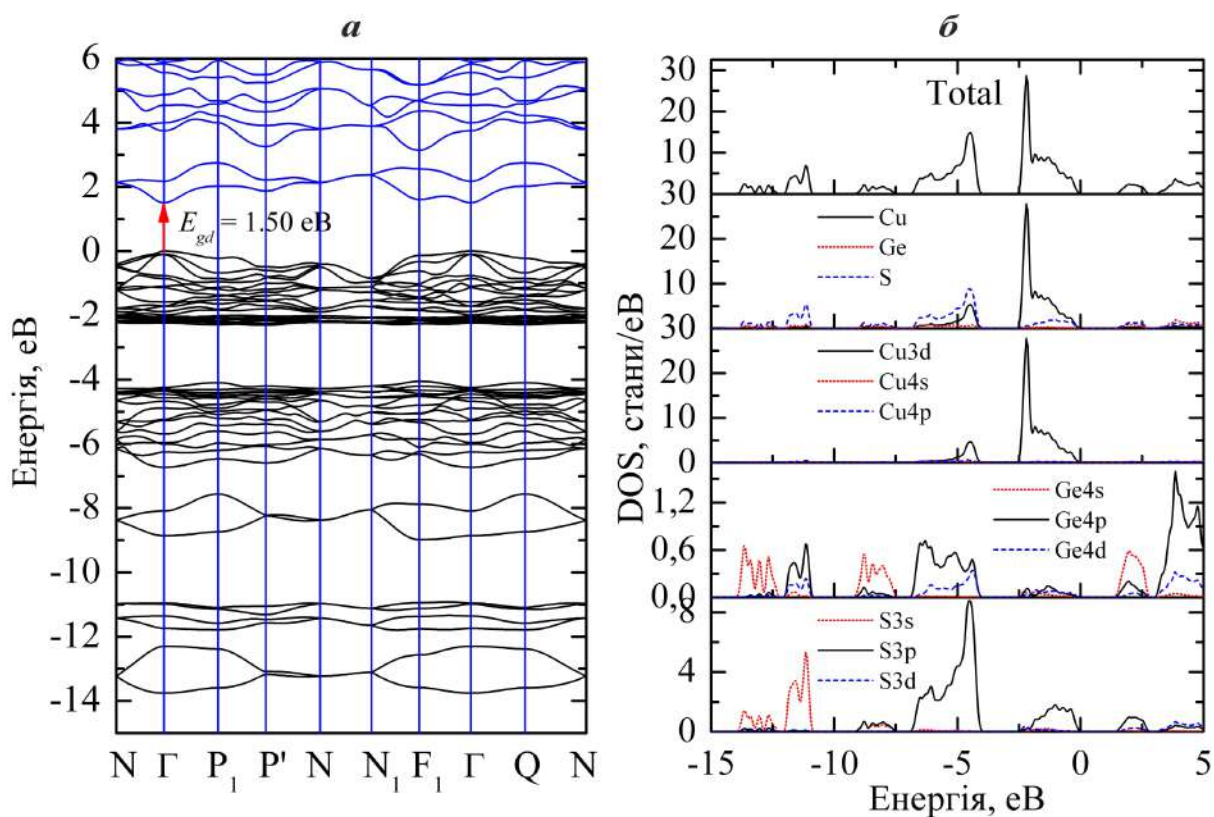 а
б
Енергія, еВ
6
4
2
0
-2
-4
-6
-8
-10
-12
-14
E_gd = 1.50 еВ
N Γ P₁ P' N N₁ F₁ Γ Q N
DOS, стани/еВ
30
20
10
30
Total
20
10
30
Cu
Ge
S
20
10
0
Cu3d
Cu4s
Cu4p
1,2
0,6
0,0
Ge4s
Ge4p
Ge4d
8
4
0
S3s
S3p
S3d
-15 -10 -5 0 5
Енергія, еВ